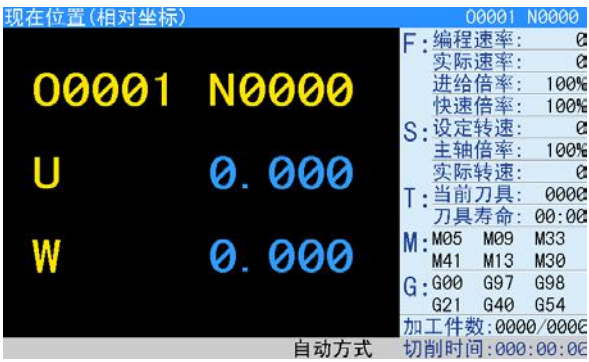 现在位置(相对坐标) O0001 N0000
O0001 N0000
U 0.000
W 0.000
F: 编程速率: 0
实际速率: 0
进给倍率: 100%
快速倍率: 100%
S: 设定转速: 0
主轴倍率: 100%
实际转速: 0
T: 当前刀具: 0000
刀具寿命: 00:00
M: M05 M09 M33
M41 M13 M30
G: G00 G97 G98
G21 G40 G54
加工件数:0000/0000
自动方式 切削时间:000:00:00